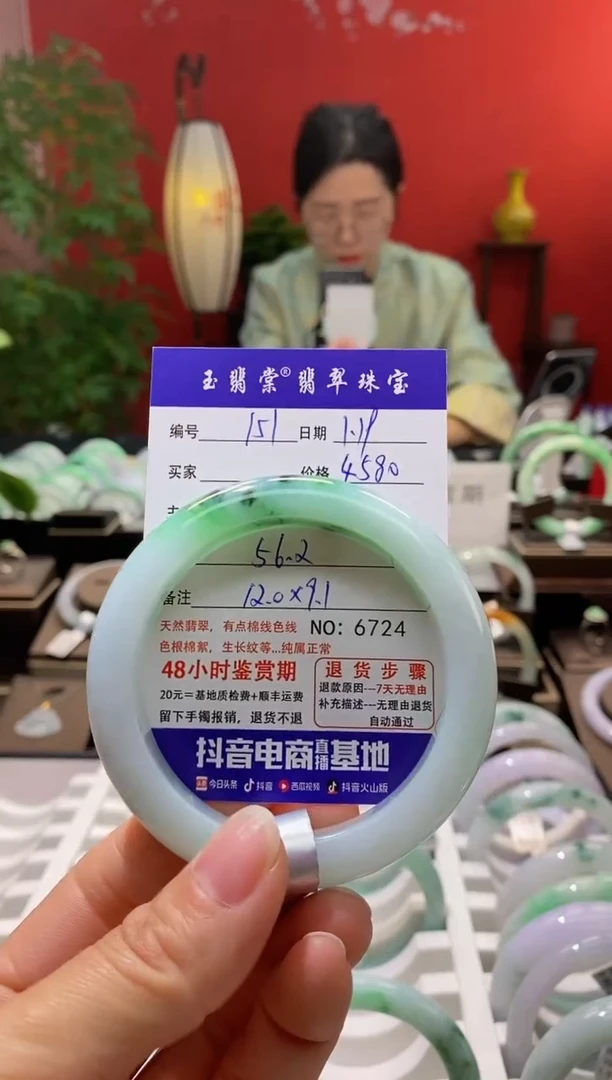 玉翡棠®翡翠珠宝
编号 151 日期 1.19
买家 价格 4580
56.2
备注 12.0×9.1
天然翡翠，有点棉线色线 NO: 6724
色根棉絮，生长纹等...纯属正常
48小时鉴赏期
20元=基地质检费+顺丰运费
留下手镯报销，退货不退
退货步骤
退款原因---7天无理由
补充描述---无理由退货
自动通过
抖音电商直播基地
今日头条 抖音 西瓜视频 抖音火山版